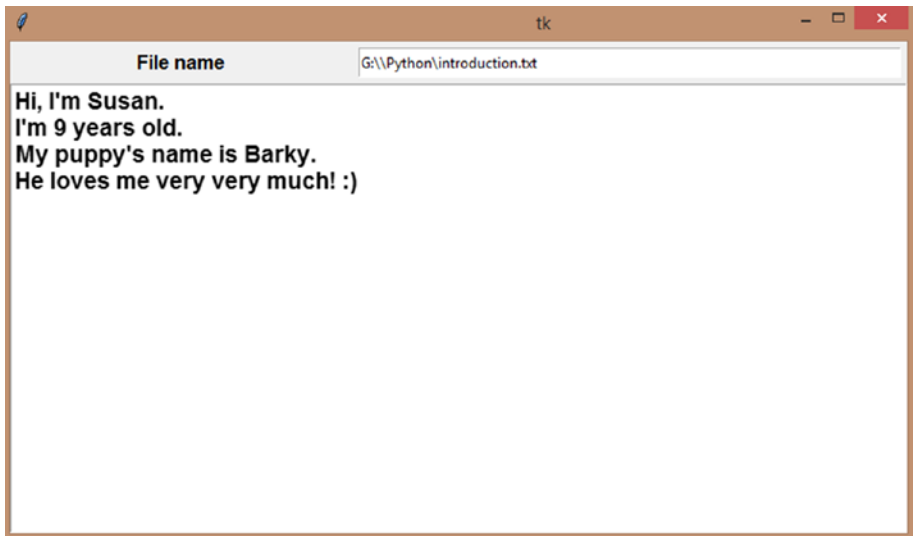 tk
File name
G:\\Python\introduction.txt
Hi, I'm Susan.
I'm 9 years old.
My puppy's name is Barky.
He loves me very very much! :)